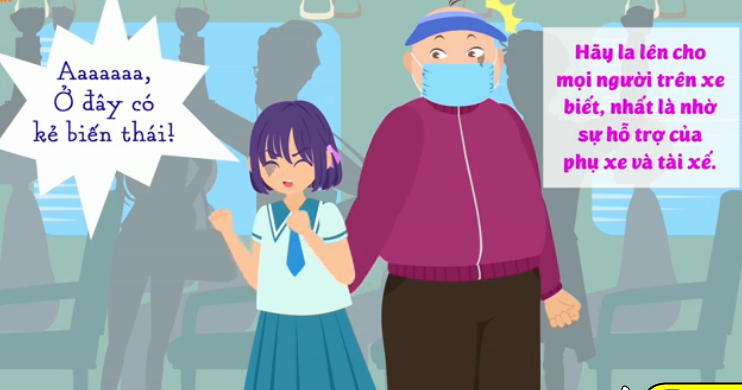 Aaaaaaa,
Ở đây có
kẻ biến thái!
Hãy la lên cho
mọi người trên xe
biết, nhất là nhờ
sự hỗ trợ của
phụ xe và tài xế.